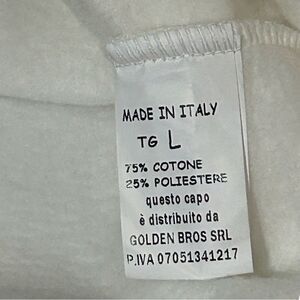 MADE IN ITALY
TG L
75% COTONE
25% POLIESTERE
questo capo
è distribuito da
GOLDEN BROS SRL
P.IVA 07051341217